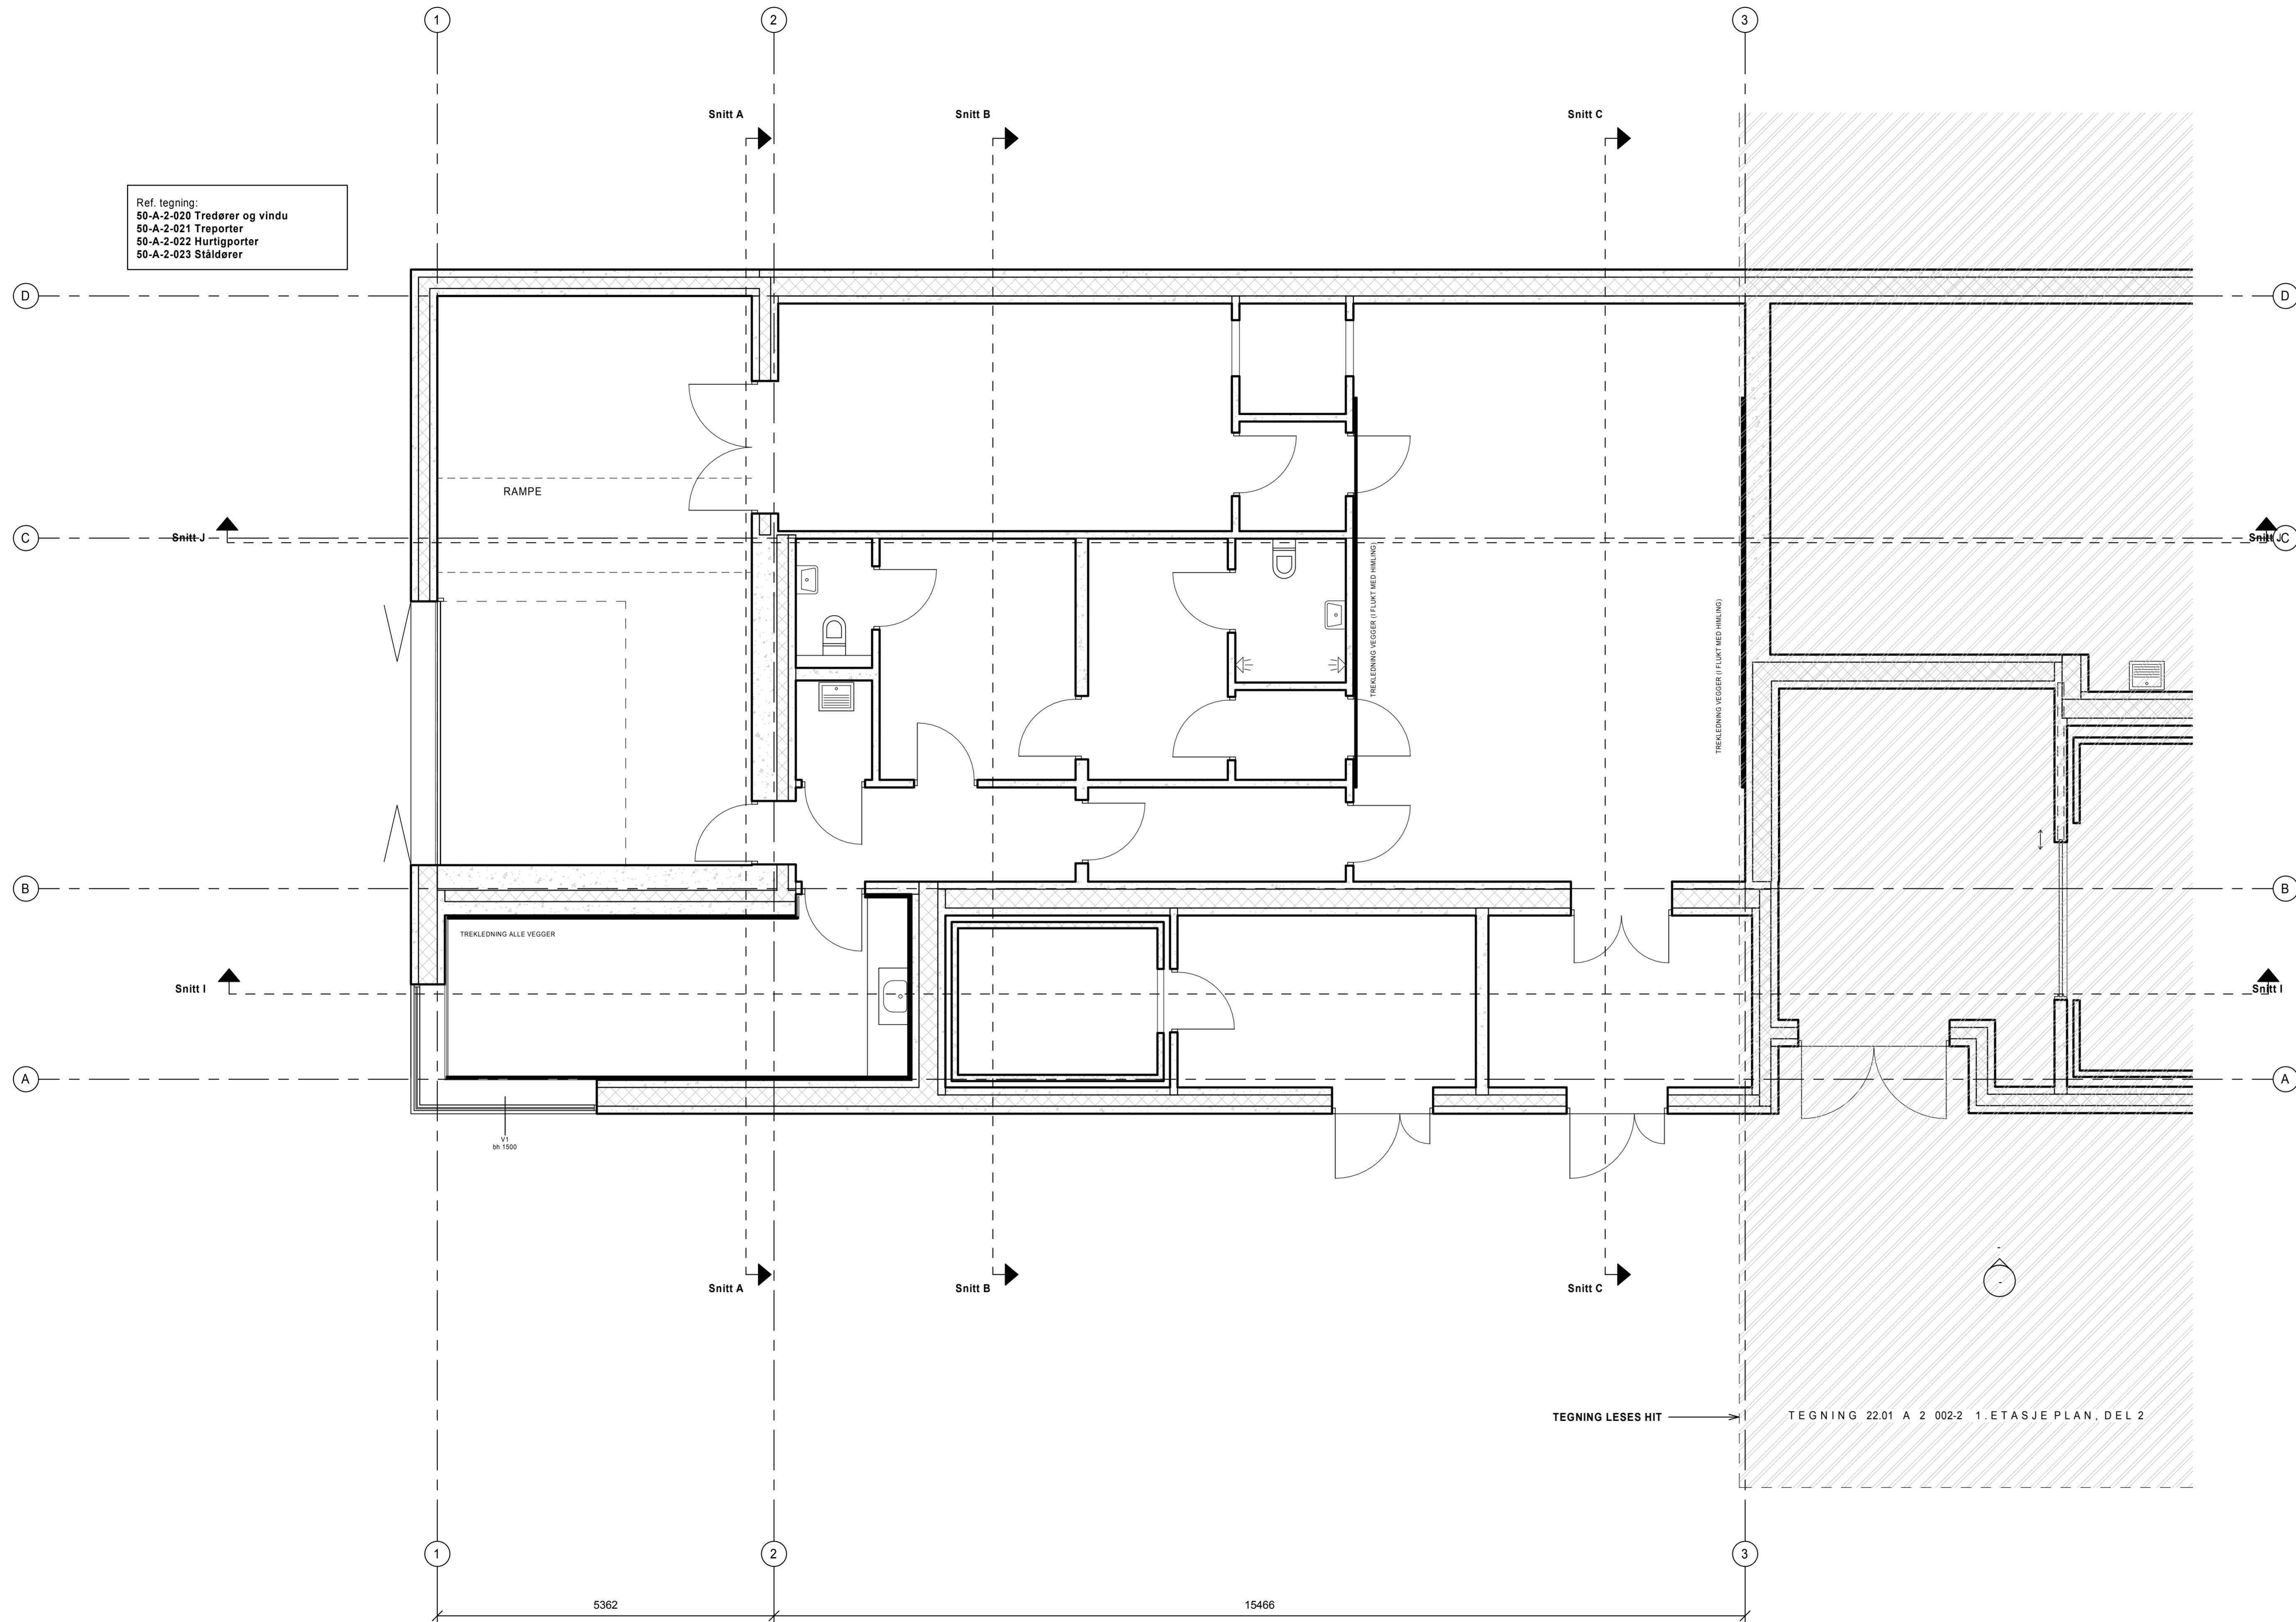 1
2
3
Snitt A
Snitt B
Snitt C
Ref. tegning:
50-A-2-020 Tredører og vindu
50-A-2-021 Treporter
50-A-2-022 Hurtigporter
50-A-2-023 Ståldører
D
D
RAMPE
C
Snitt J
Snitt J
C
TREKLEDNING VEGGER (I FLUKT MED HIMLING)
TREKLEDNING VEGGER (I FLUKT MED HIMLING)
B
B
TREKLEDNING ALLE VEGGER
Snitt I
Snitt I
A
A
V1
bh 1500
-
-
Snitt A
Snitt B
Snitt C
TEGNING LESES HIT
TEGNING 22.01 A 2 002-2 1.ETASJE PLAN, DEL 2
1
2
3
5362
15466